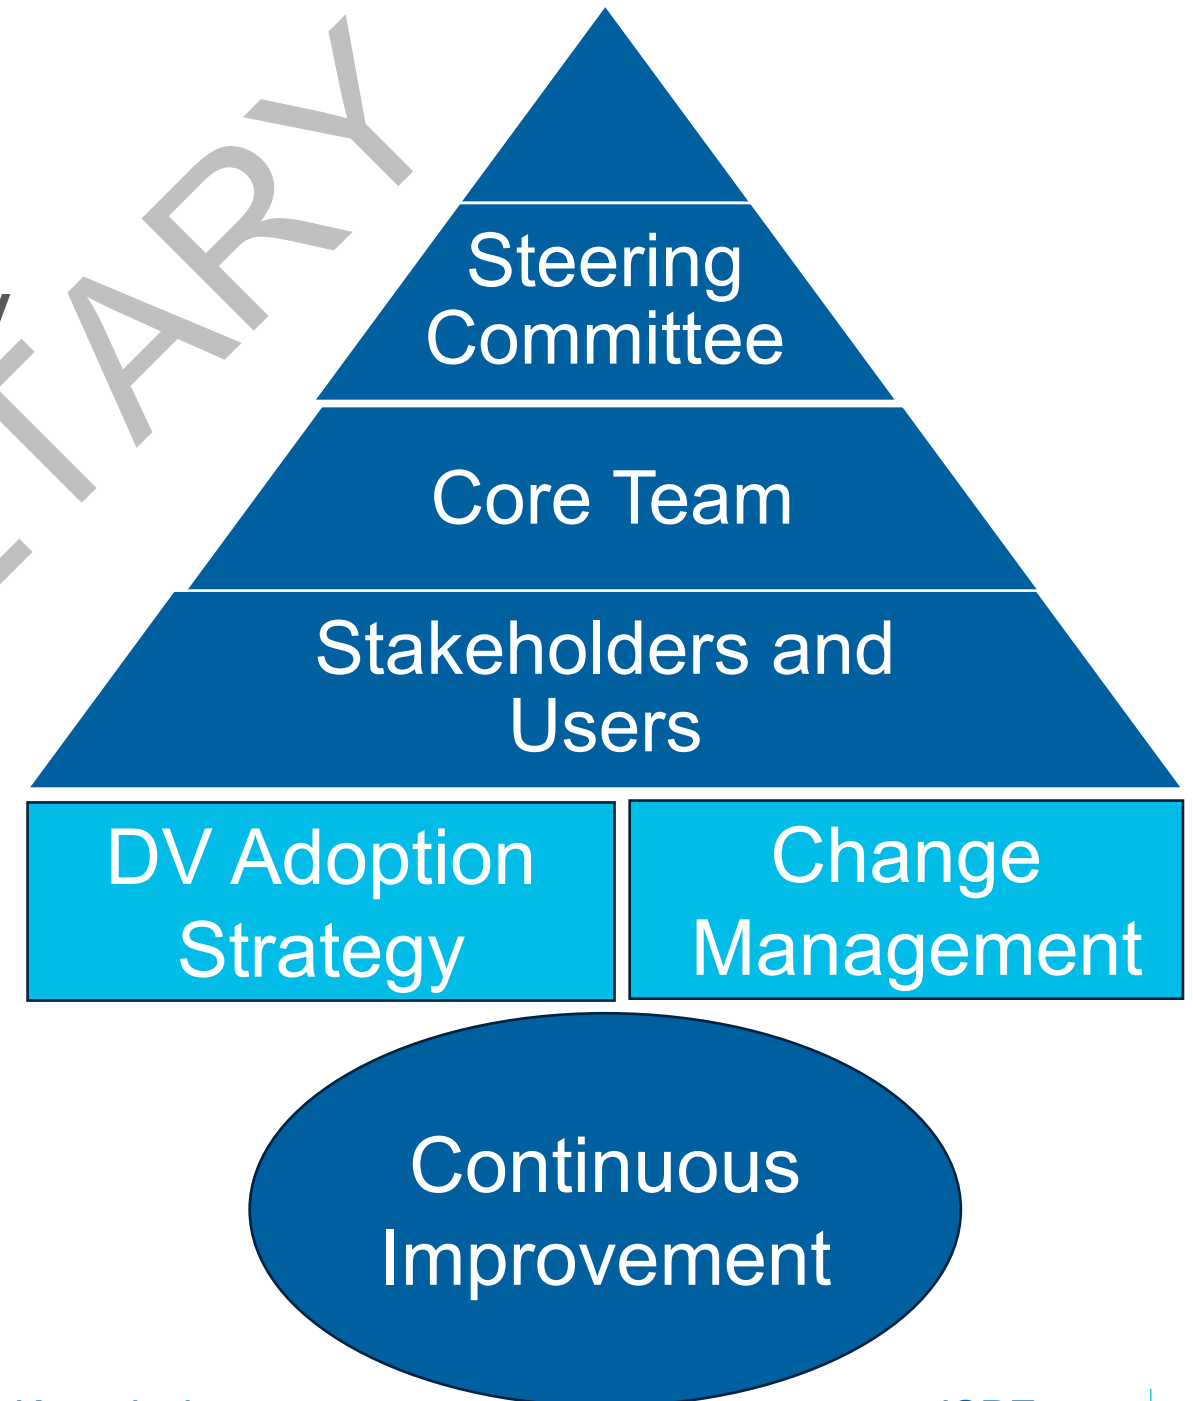 Steering
Committee
Core Team
Stakeholders and
Users
DV Adoption
Strategy
Change
Management
Continuous
Improvement